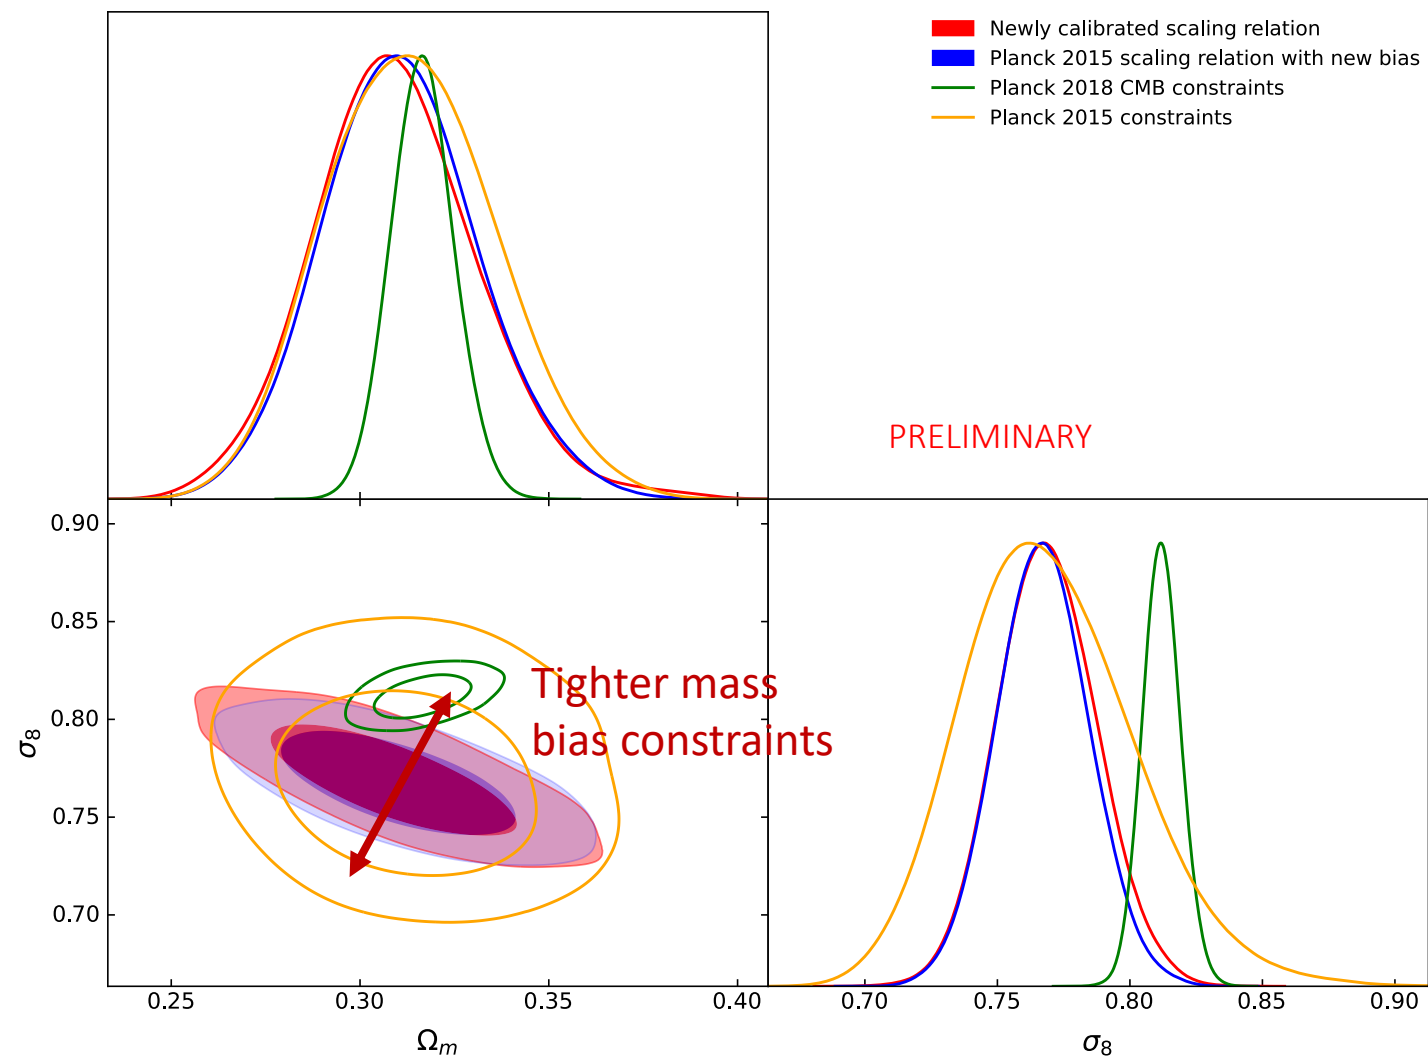 Newly calibrated scaling relation
Planck 2015 scaling relation with new bias
Planck 2018 CMB constraints
Planck 2015 constraints
PRELIMINARY
0.90
0.85
0.80
0.75
0.70
σ8
Tighter mass
bias constraints
0.25 0.30 0.35 0.40
Ωm
0.70 0.75 0.80 0.85 0.90
σ8